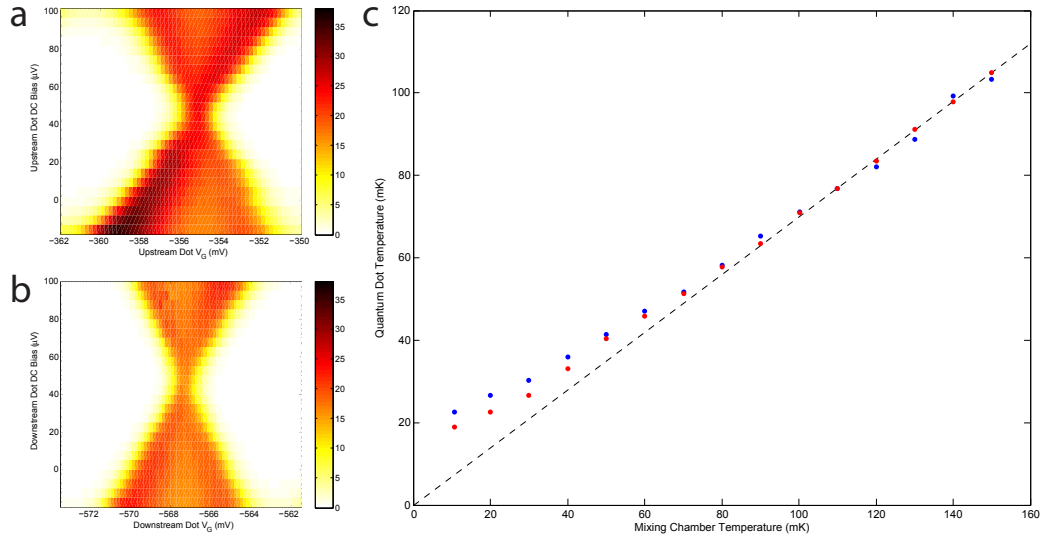 a
100
80
60
40
20
0
Upstream Dot DC Bias (µV)
−362 −360 −358 −356 −354 −352 −350
Upstream Dot V_G (mV)
35
30
25
20
15
10
5
0
b
100
80
60
40
20
0
Downstream Dot DC Bias (µV)
−572 −570 −568 −566 −564 −562
Downstream Dot V_G (mV)
35
30
25
20
15
10
5
0
c
120
100
80
60
40
20
0
Quantum Dot Temperature (mK)
0 20 40 60 80 100 120 140 160
Mixing Chamber Temperature (mK)